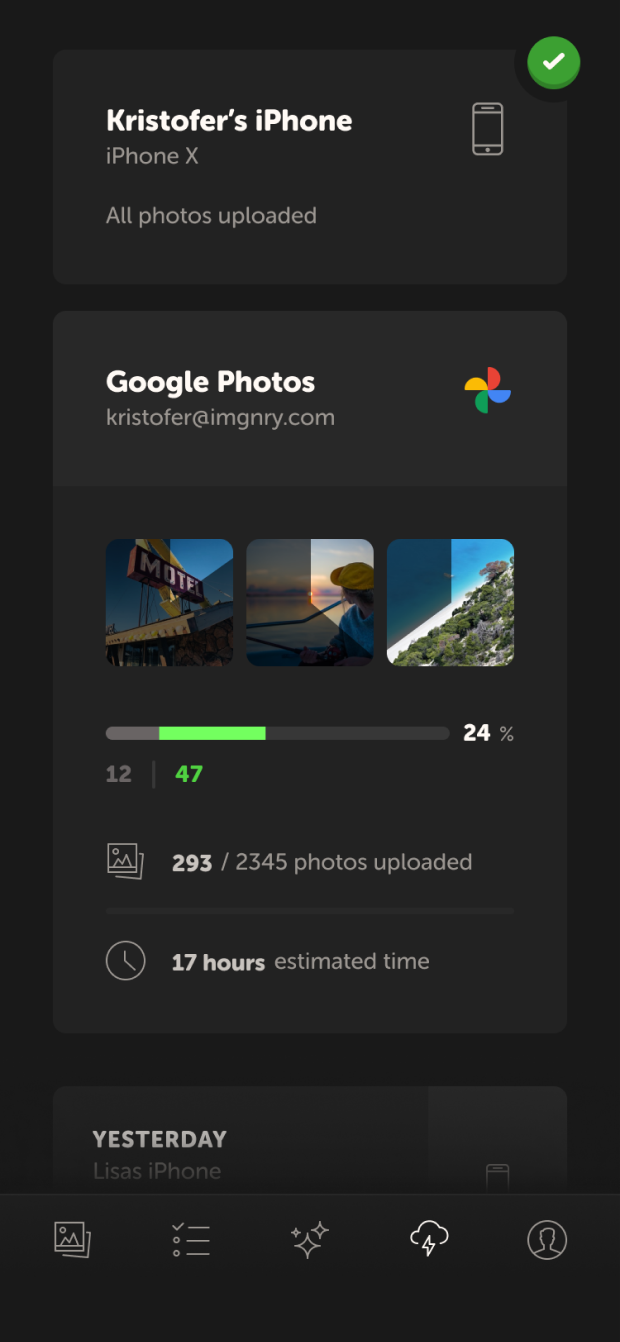 Kristofer’s iPhone
iPhone X
All photos uploaded
Google Photos
kristofer@imgnry.com
MOTEL
24 %
12 | 47
293 / 2345 photos uploaded
17 hours estimated time
YESTERDAY
Lisas iPhone